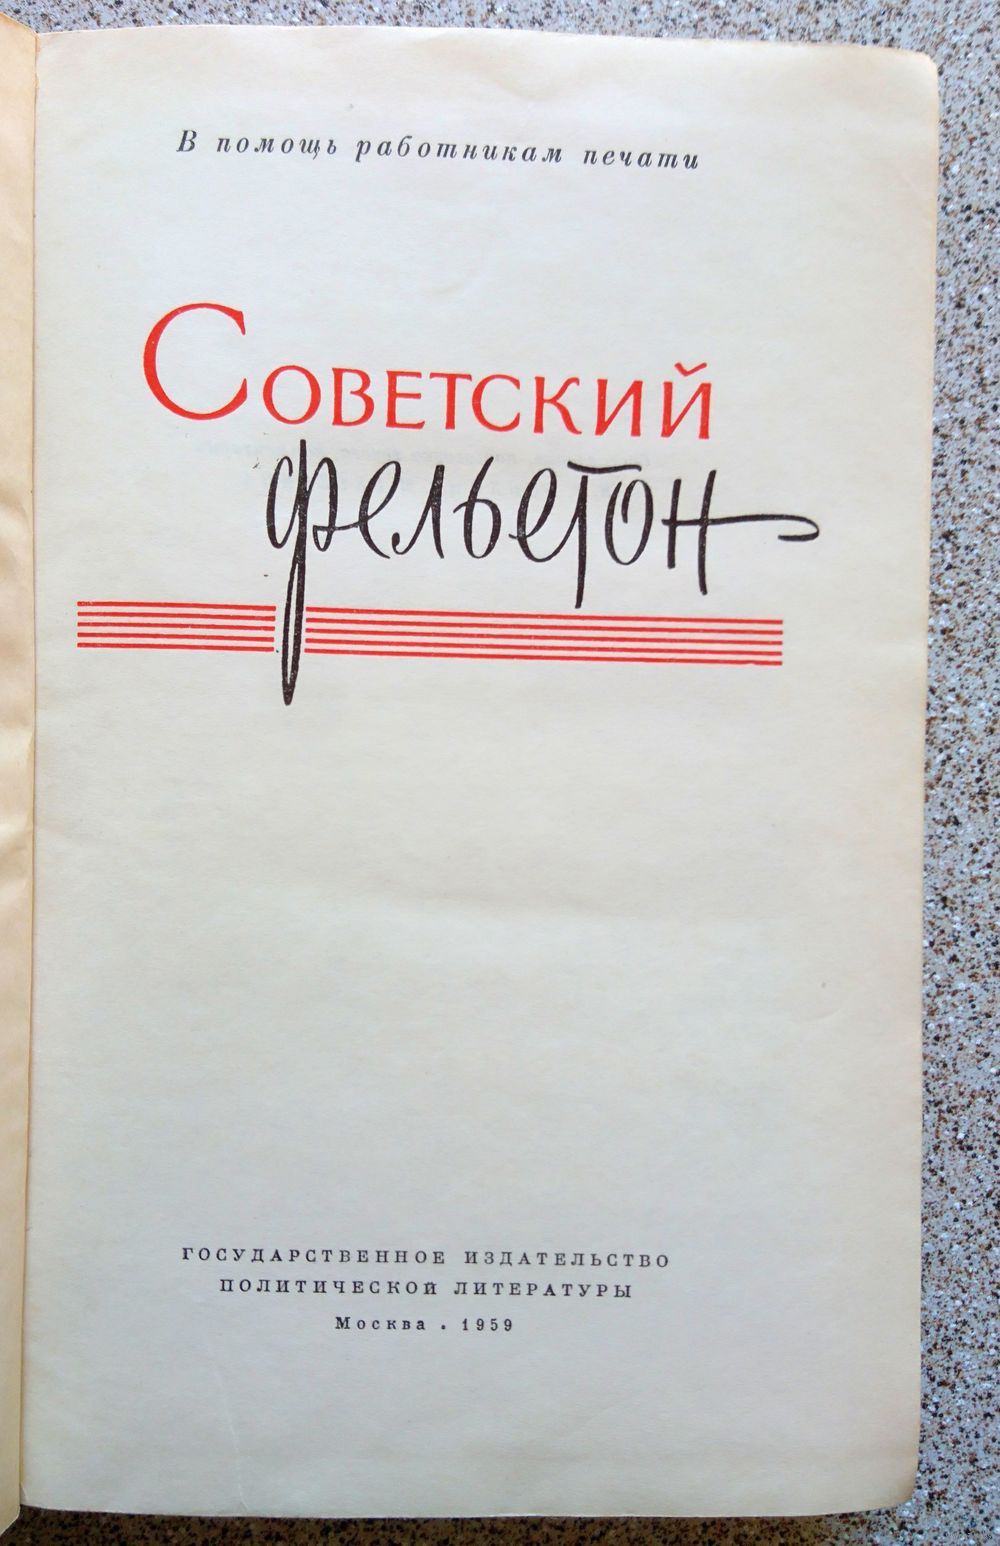 В помощь работникам печати
Советский
фельетон
ГОСУДАРСТВЕННОЕ ИЗДАТЕЛЬСТВО
ПОЛИТИЧЕСКОЙ ЛИТЕРАТУРЫ
Москва . 1959